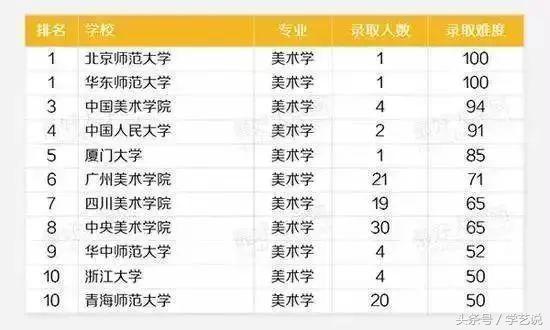 排名 学校 专业 录取人数 录取难度
1 北京师范大学 美术学 1 100
1 华东师范大学 美术学 1 100
3 中国美术学院 美术学 4 94
4 中国人民大学 美术学 2 91
5 厦门大学 美术学 1 85
6 广州美术学院 美术学 21 71
7 四川美术学院 美术学 19 65
8 中央美术学院 美术学 30 65
9 华中师范大学 美术学 4 52
10 浙江大学 美术学 4 50
10 青海师范大学 美术学 20 50
头条号 / 学艺说